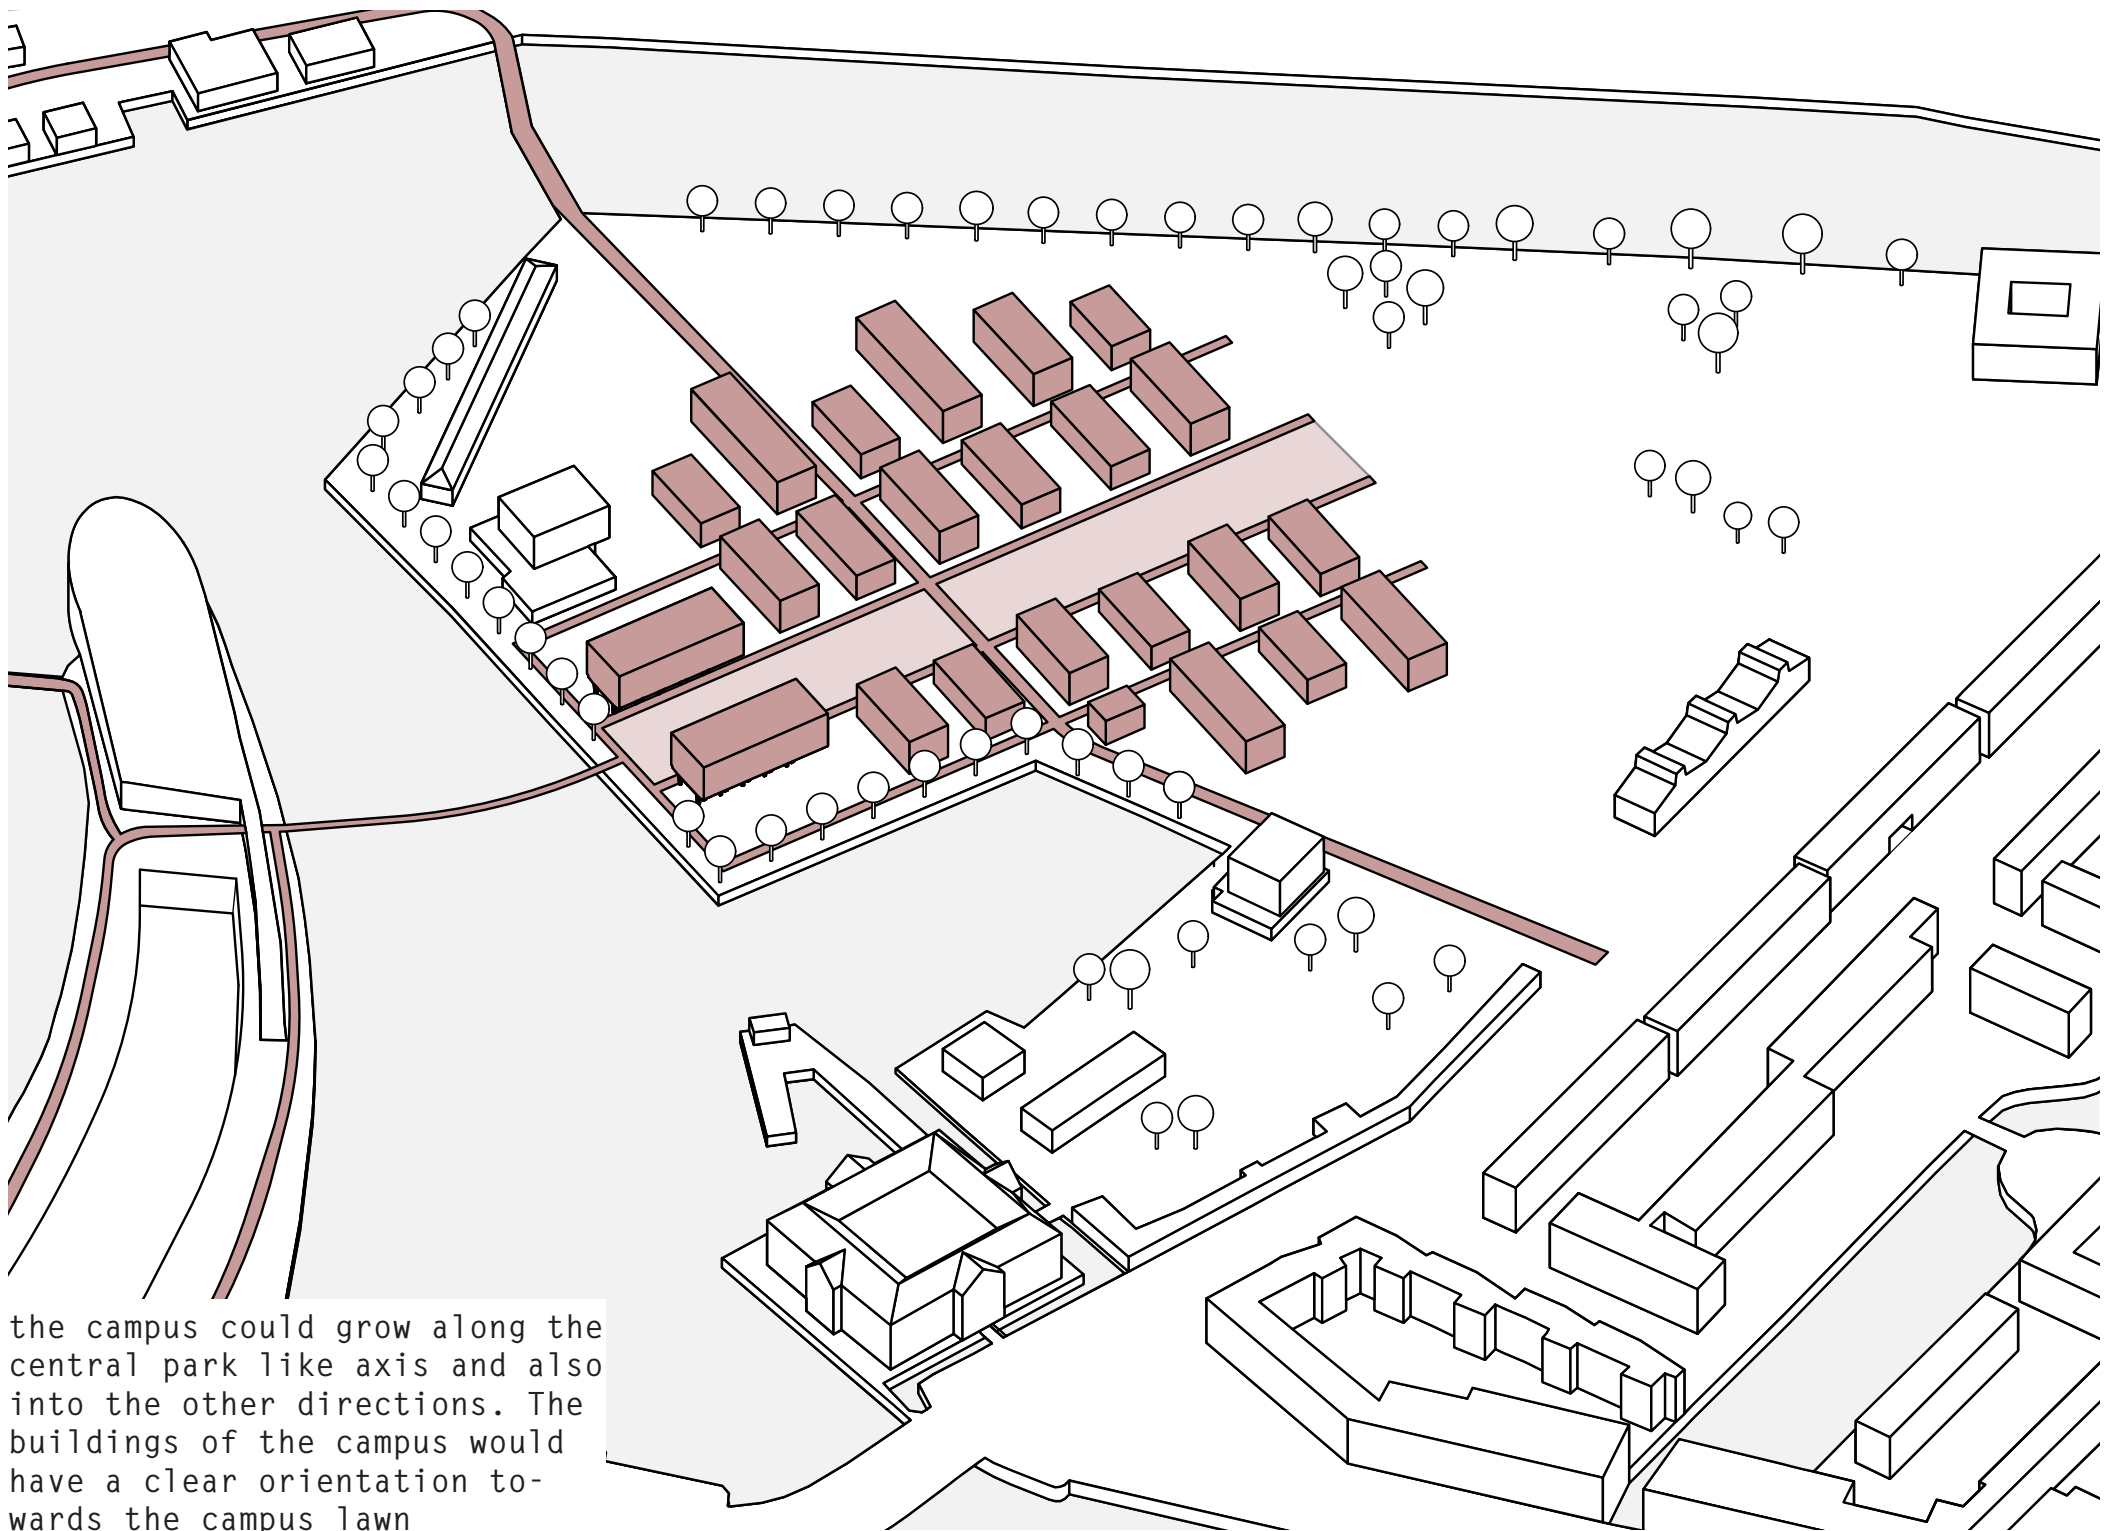 the campus could grow along the
central park like axis and also
into the other directions. The
buildings of the campus would
have a clear orientation to-
wards the campus lawn